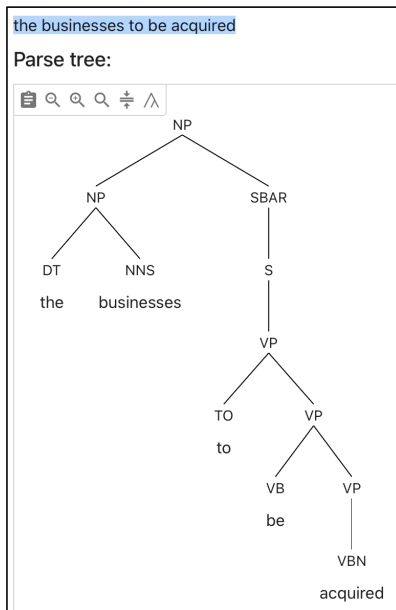 the businesses to be acquired
Parse tree:
NP
NP SBAR
DT NNS S
the businesses
VP
TO VP
to
VB VP
be
VBN
acquired